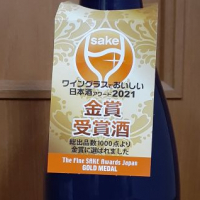 sake
ワイングラスでおいしい
日本酒アワード2021
金賞
受賞酒
総出品数1000点より
金賞に選ばれました
The Fine SAKE Awards Japan
GOLD MEDAL